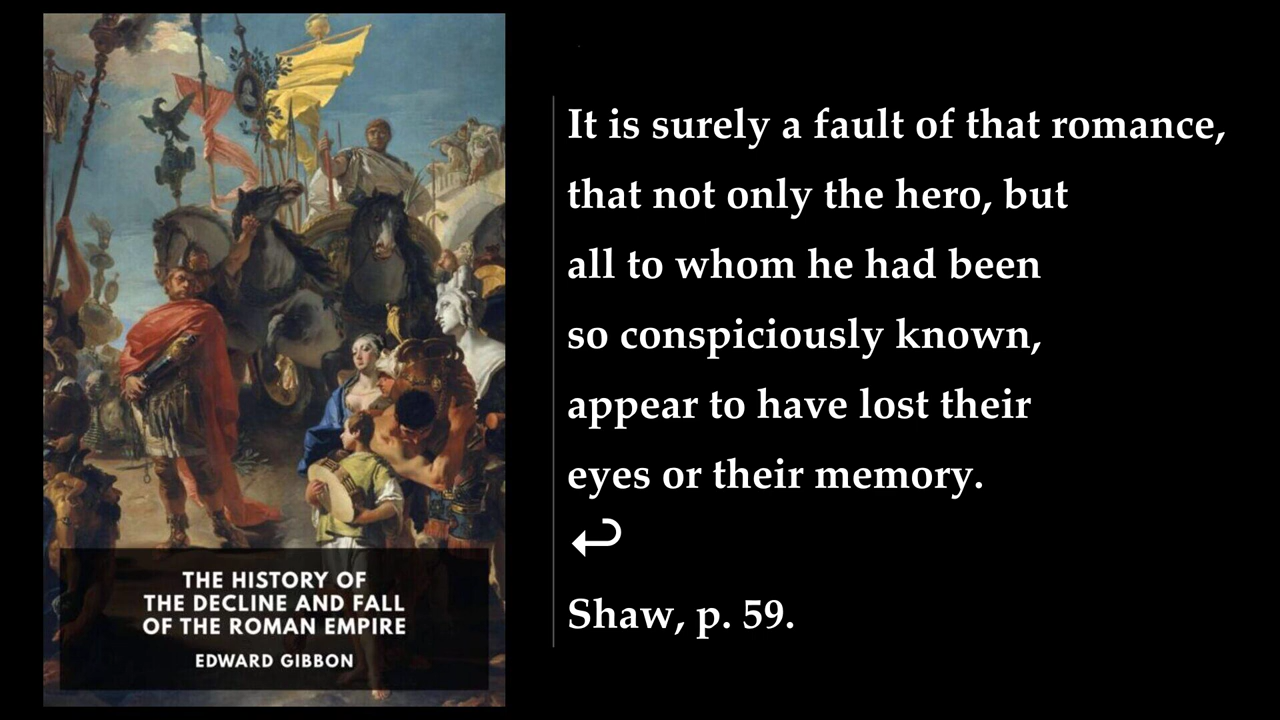 THE HISTORY OF
THE DECLINE AND FALL
OF THE ROMAN EMPIRE
EDWARD GIBBON
It is surely a fault of that romance,
that not only the hero, but
all to whom he had been
so conspiciously known,
appear to have lost their
eyes or their memory.
↩
Shaw, p. 59.